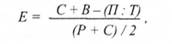 E = C + B – (П : T) ,
(P + C) / 2